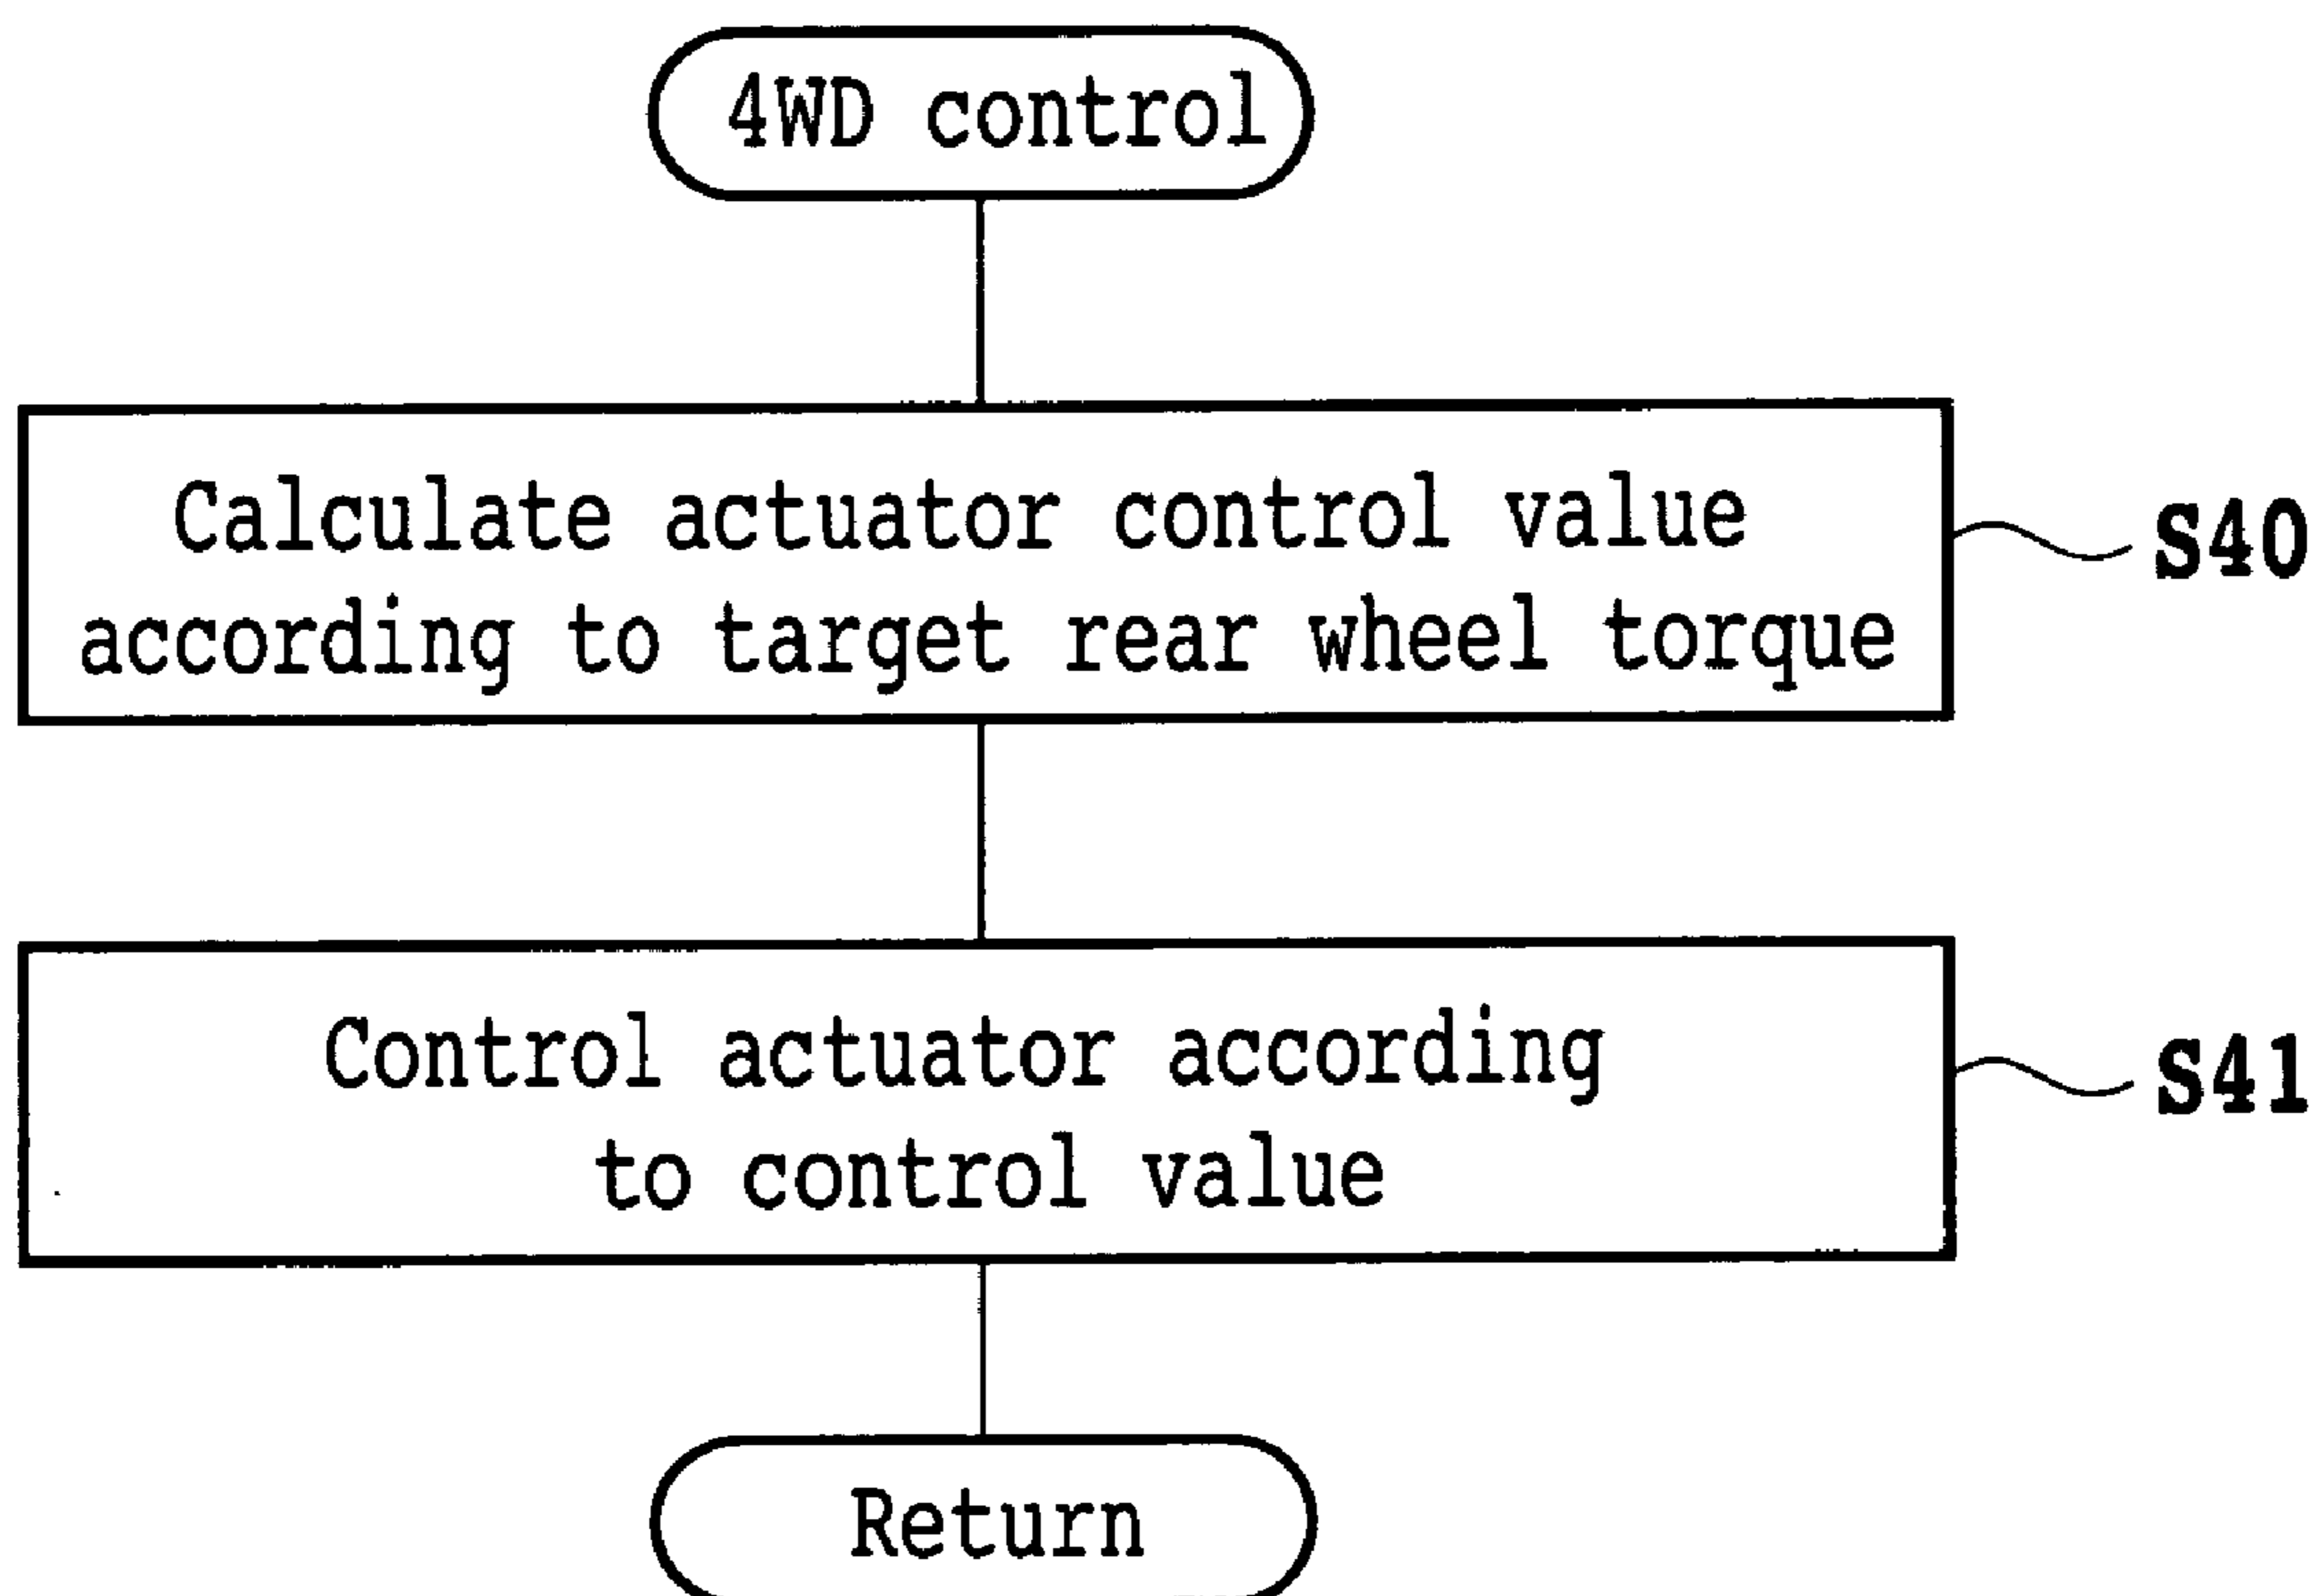 4WD control
Calculate actuator control value
according to target rear wheel torque
S40
Control actuator according
to control value
S41
Return